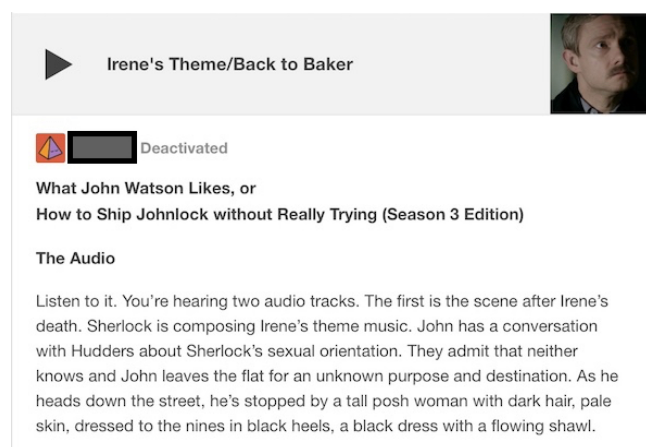 Irene's Theme/Back to Baker
Deactivated
What John Watson Likes, or
How to Ship Johnlock without Really Trying (Season 3 Edition)
The Audio
Listen to it. You’re hearing two audio tracks. The first is the scene after Irene’s
death. Sherlock is composing Irene’s theme music. John has a conversation
with Hudders about Sherlock’s sexual orientation. They admit that neither
knows and John leaves the flat for an unknown purpose and destination. As he
heads down the street, he’s stopped by a tall posh woman with dark hair, pale
skin, dressed to the nines in black heels, a black dress with a flowing shawl.